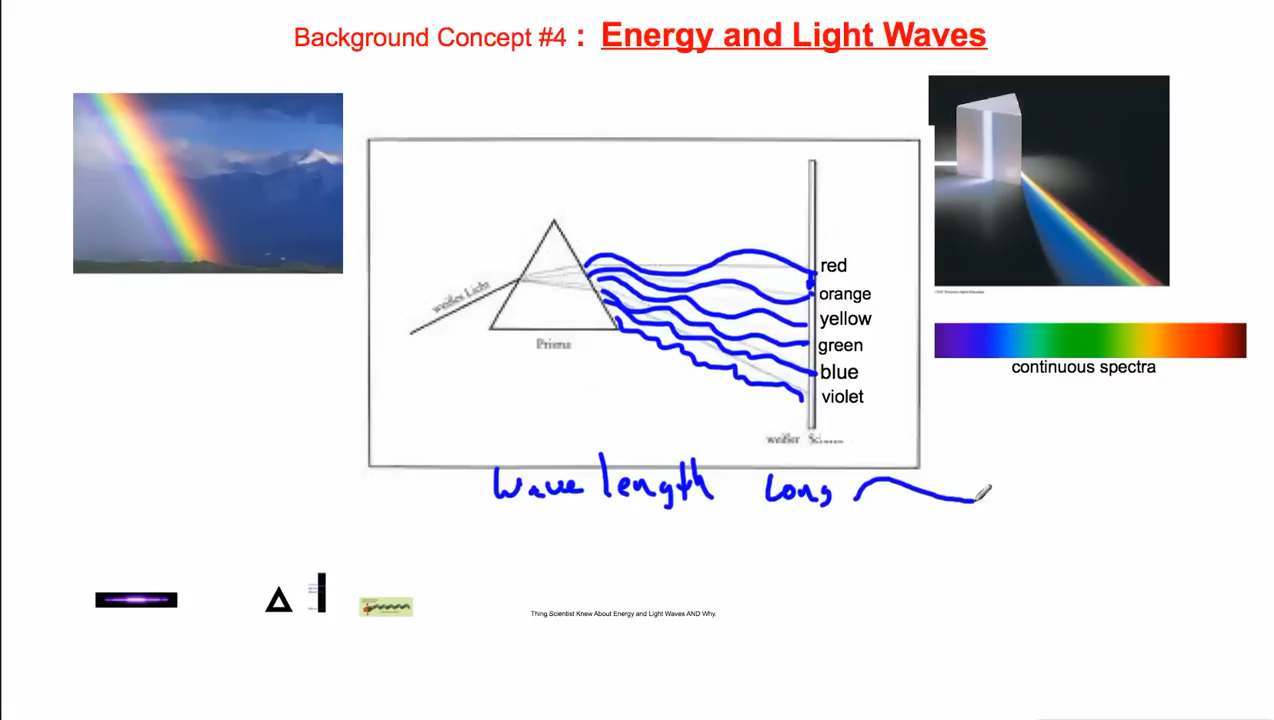 Background Concept #4 : Energy and Light Waves
weißes Licht
Prisma
red
orange
yellow
green
blue
violet
weißer
continuous spectra
wave length long
Thing Scientist Knew About Energy and Light Waves AND Why.